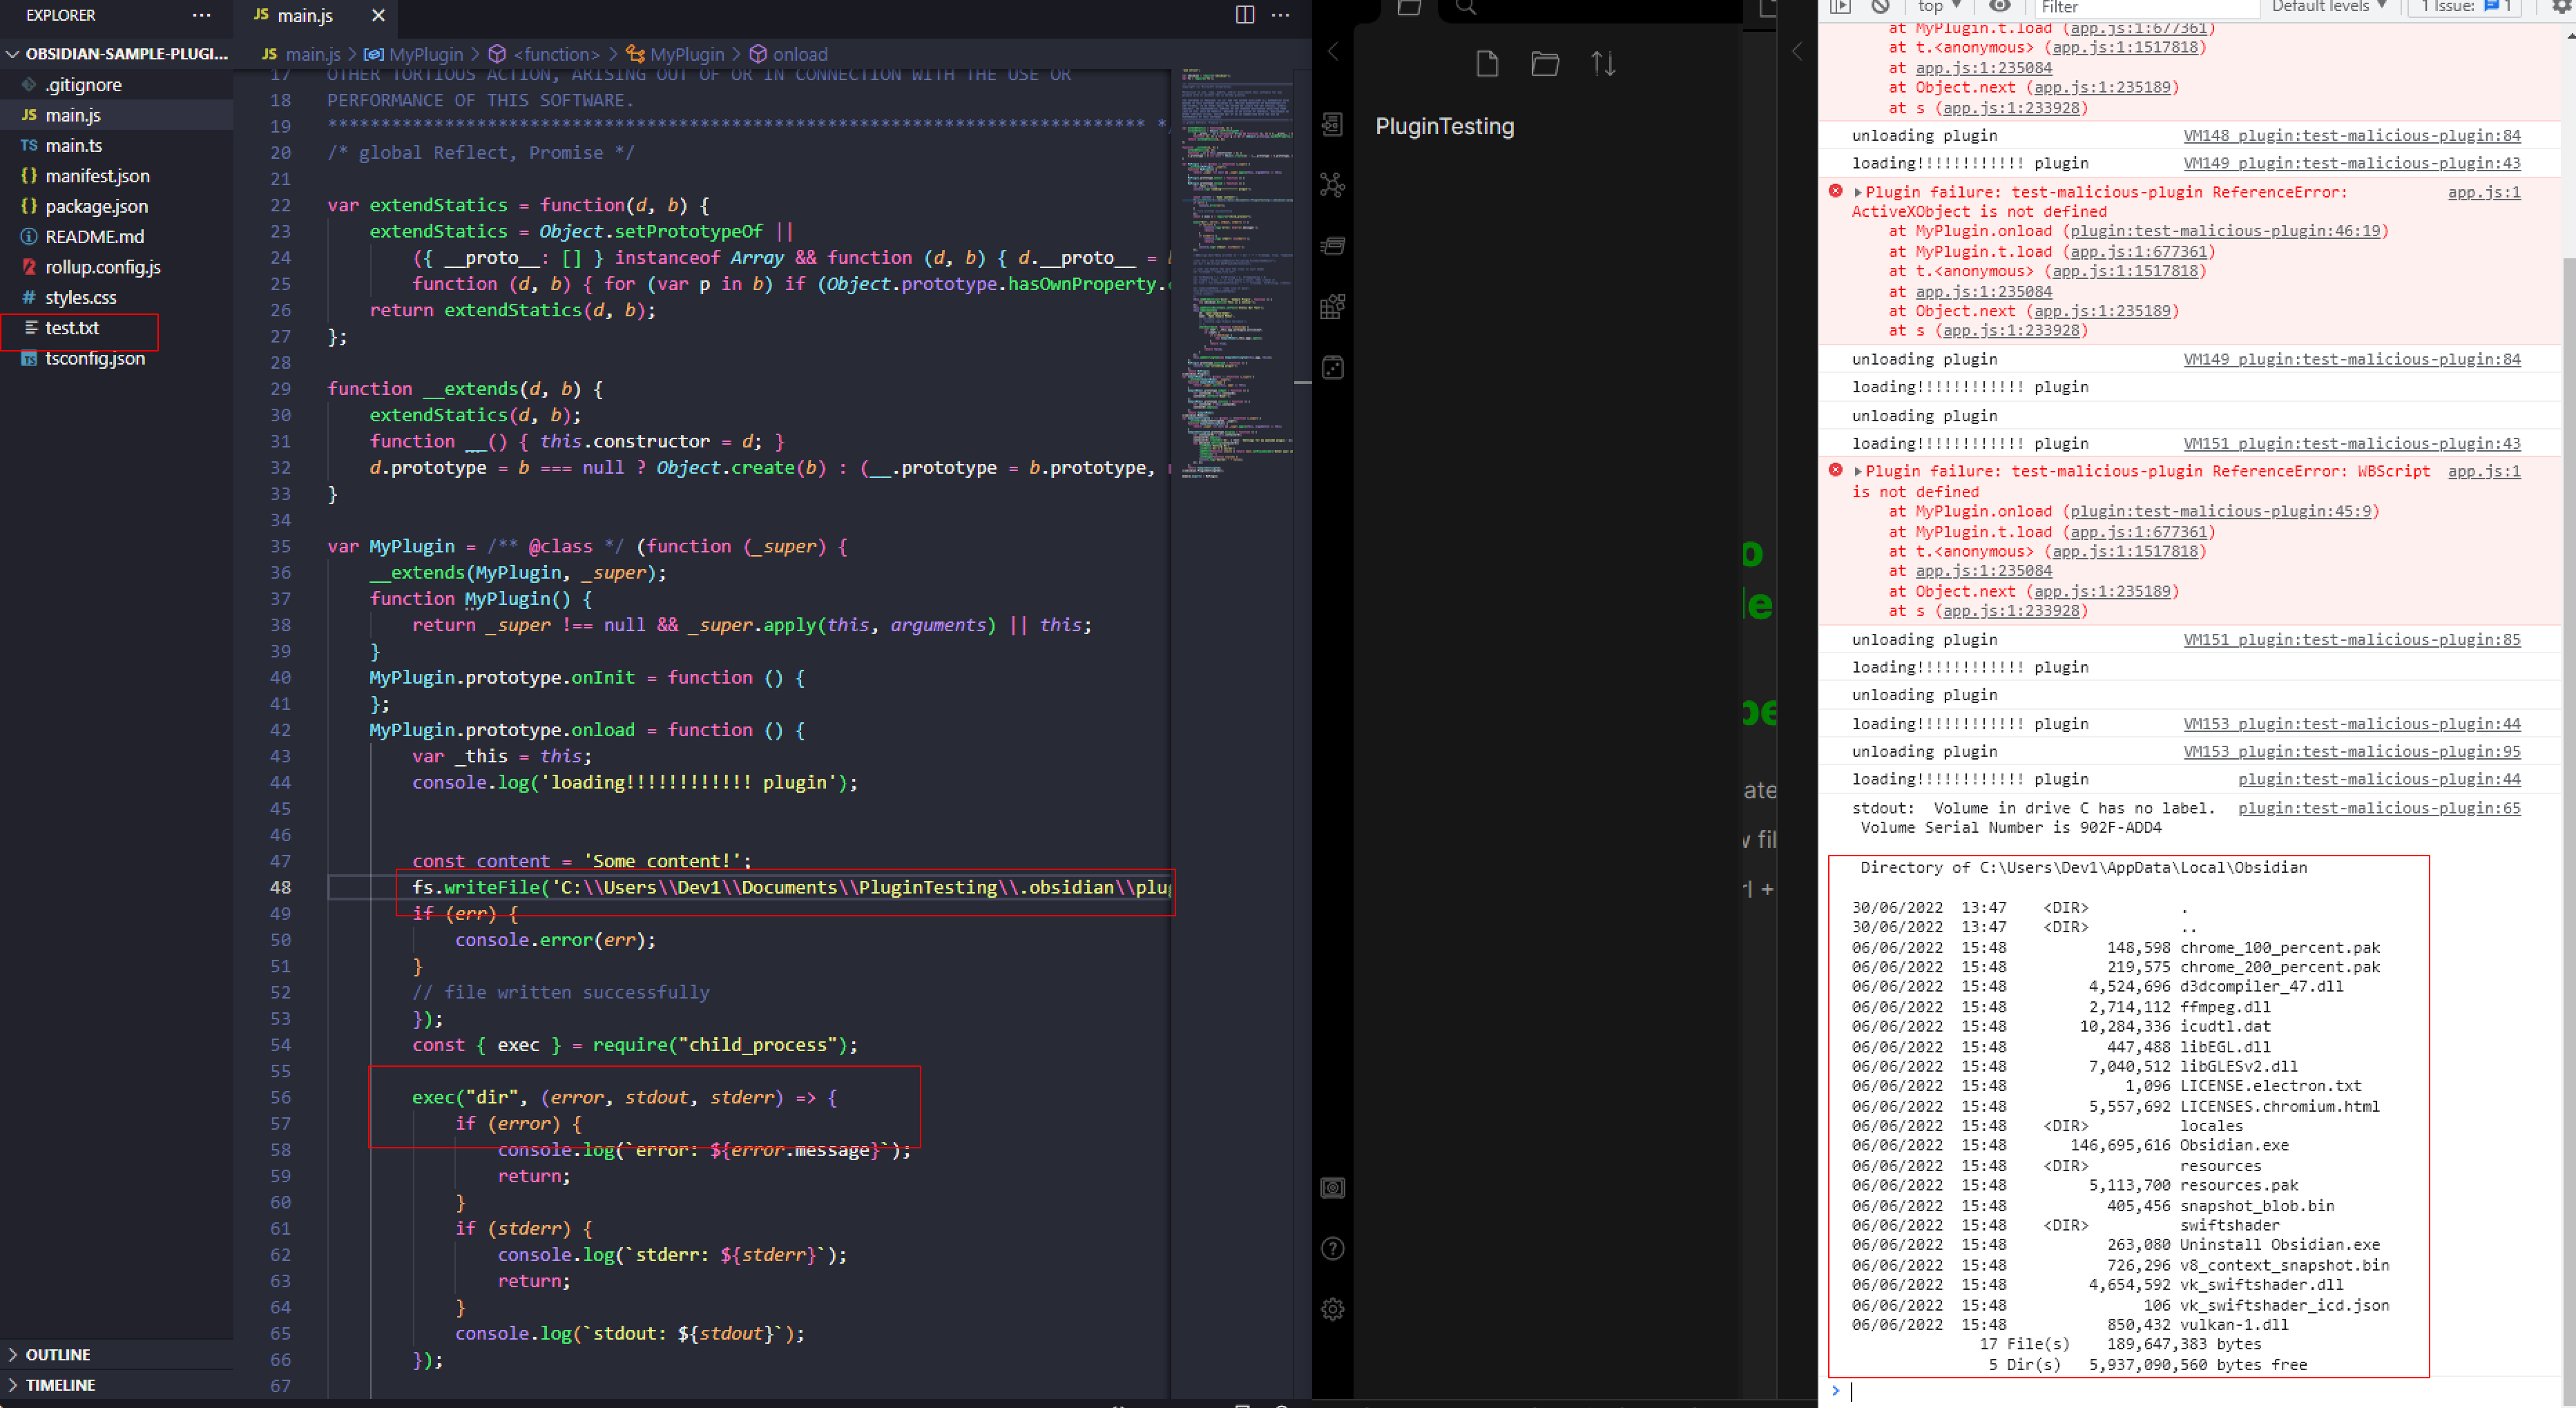 EXPLORER
OBSIDIAN-SAMPLE-PLUGI...
.gitignore
JS main.js
TS main.ts
{} manifest.json
{} package.json
README.md
rollup.config.js
# styles.css
test.txt
TS tsconfig.json
OUTLINE
TIMELINE
JS main.js
JS main.js > MyPlugin > <function> > MyPlugin > onload
17 OTHER TORTIOUS ACTION, ARISING OUT OF OR IN CONNECTION WITH THE USE OR
18 PERFORMANCE OF THIS SOFTWARE.
19 ***************************************************************************** */
20 /* global Reflect, Promise */
21
22 var extendStatics = function(d, b) {
23 extendStatics = Object.setPrototypeOf ||
24 ({ __proto__: [] } instanceof Array && function (d, b) { d.__proto__ =
25 function (d, b) { for (var p in b) if (Object.prototype.hasOwnProperty.
26 return extendStatics(d, b);
27 };
28
29 function __extends(d, b) {
30 extendStatics(d, b);
31 function __() { this.constructor = d; }
32 d.prototype = b === null ? Object.create(b) : (__.prototype = b.prototype,
33 }
34
35 var MyPlugin = /** @class */ (function (_super) {
36 __extends(MyPlugin, _super);
37 function MyPlugin() {
38 return _super !== null && _super.apply(this, arguments) || this;
39 }
40 MyPlugin.prototype.onInit = function () {
41 };
42 MyPlugin.prototype.onload = function () {
43 var _this = this;
44 console.log('loading!!!!!!!!!!!! plugin');
45
46
47 const content = 'Some content!';
48 fs.writeFile('C:\\Users\\Dev1\\Documents\\PluginTesting\\.obsidian\\plug
49 if (err) {
50 console.error(err);
51 }
52 // file written successfully
53 });
54 const { exec } = require("child_process");
55
56 exec("dir", (error, stdout, stderr) => {
57 if (error) {
58 console.log(`error: ${error.message}`);
59 return;
60 }
61 if (stderr) {
62 console.log(`stderr: ${stderr}`);
63 return;
64 }
65 console.log(`stdout: ${stdout}`);
66 });
67
PluginTesting
top
Filter
Default levels
1 Issue: 1
at MyPlugin.t.load (app.js:1:677361)
at t.<anonymous> (app.js:1:1517818)
at app.js:1:235084
at Object.next (app.js:1:235189)
at s (app.js:1:233928)
unloading plugin VM148 plugin:test-malicious-plugin:84
loading!!!!!!!!!!!! plugin VM149 plugin:test-malicious-plugin:43
Plugin failure: test-malicious-plugin ReferenceError: app.js:1
ActiveXObject is not defined
at MyPlugin.onload (plugin:test-malicious-plugin:46:19)
at MyPlugin.t.load (app.js:1:677361)
at t.<anonymous> (app.js:1:1517818)
at app.js:1:235084
at Object.next (app.js:1:235189)
at s (app.js:1:233928)
unloading plugin VM149 plugin:test-malicious-plugin:84
loading!!!!!!!!!!!! plugin
unloading plugin
loading!!!!!!!!!!!! plugin VM151 plugin:test-malicious-plugin:43
Plugin failure: test-malicious-plugin ReferenceError: WBScript app.js:1
is not defined
at MyPlugin.onload (plugin:test-malicious-plugin:45:9)
at MyPlugin.t.load (app.js:1:677361)
at t.<anonymous> (app.js:1:1517818)
at app.js:1:235084
at Object.next (app.js:1:235189)
at s (app.js:1:233928)
unloading plugin VM151 plugin:test-malicious-plugin:85
loading!!!!!!!!!!!! plugin
unloading plugin
loading!!!!!!!!!!!! plugin VM153 plugin:test-malicious-plugin:44
unloading plugin VM153 plugin:test-malicious-plugin:95
loading!!!!!!!!!!!! plugin plugin:test-malicious-plugin:44
stdout: Volume in drive C has no label. plugin:test-malicious-plugin:65
Volume Serial Number is 902F-ADD4
Directory of C:\Users\Dev1\AppData\Local\Obsidian
30/06/2022 13:47 <DIR> .
30/06/2022 13:47 <DIR> ..
06/06/2022 15:48 148,598 chrome_100_percent.pak
06/06/2022 15:48 219,575 chrome_200_percent.pak
06/06/2022 15:48 4,524,696 d3dcompiler_47.dll
06/06/2022 15:48 2,714,112 ffmpeg.dll
06/06/2022 15:48 10,284,336 icudtl.dat
06/06/2022 15:48 447,488 libEGL.dll
06/06/2022 15:48 7,040,512 libGLESv2.dll
06/06/2022 15:48 1,096 LICENSE.electron.txt
06/06/2022 15:48 5,557,692 LICENSES.chromium.html
06/06/2022 15:48 <DIR> locales
06/06/2022 15:48 146,695,616 Obsidian.exe
06/06/2022 15:48 <DIR> resources
06/06/2022 15:48 5,113,700 resources.pak
06/06/2022 15:48 405,456 snapshot_blob.bin
06/06/2022 15:48 <DIR> swiftshader
06/06/2022 15:48 263,080 Uninstall Obsidian.exe
06/06/2022 15:48 726,296 v8_context_snapshot.bin
06/06/2022 15:48 4,654,592 vk_swiftshader.dll
06/06/2022 15:48 106 vk_swiftshader_icd.json
06/06/2022 15:48 850,432 vulkan-1.dll
17 File(s) 189,647,383 bytes
5 Dir(s) 5,937,090,560 bytes free
>